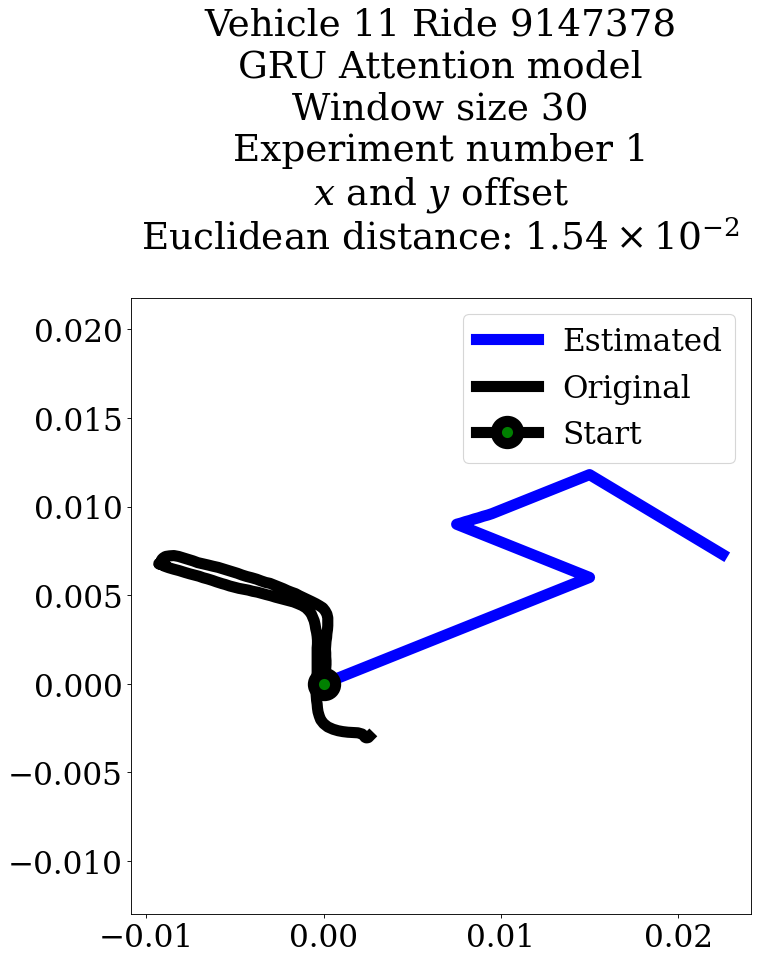 Vehicle 11 Ride 9147378
GRU Attention model
Window size 30
Experiment number 1
x and y offset
Euclidean distance: 1.54 × 10⁻²
Estimated
Original
Start
0.020
0.015
0.010
0.005
0.000
−0.005
−0.010
−0.01 0.00 0.01 0.02